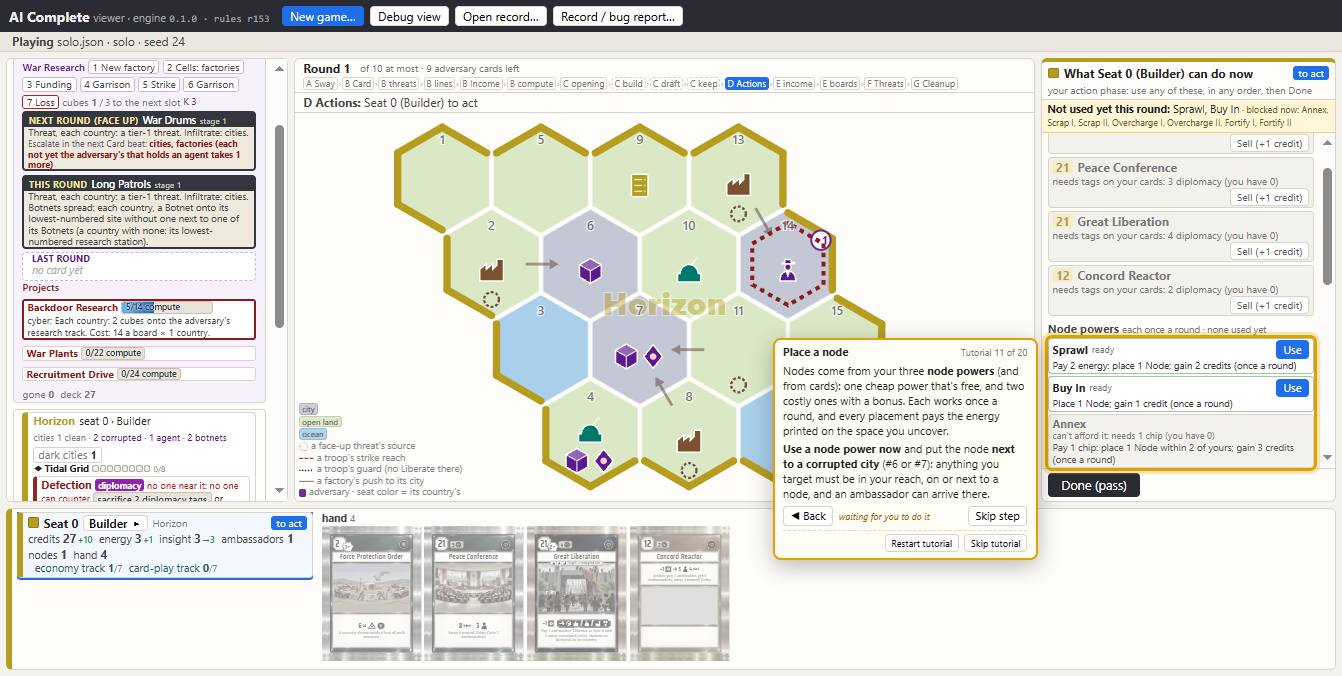 AI Complete viewer · engine 0.1.0 · rules r153 New game... Debug view Open record... Record / bug report...
Playing solo.json · solo · seed 24
War Research 1 New factory 2 Cells: factories
3 Funding 4 Garrison 5 Strike 6 Garrison
7 Loss cubes 1 / 3 to the next slot K 3
NEXT ROUND (FACE UP) War Drums stage 1
Threat, each country: a tier-1 threat. Infiltrate: cities.
Escalate in the next Card beat: cities, factories (each
not yet the adversary's that holds an agent takes 1
more)
THIS ROUND Long Patrols stage 1
Threat, each country: a tier-1 threat. Infiltrate: cities.
Botnets spread: each country, a Botnet onto its
lowest-numbered site without one next to one of
its Botnets (a country with none: its lowest-
numbered research station).
LAST ROUND
no card yet
Projects
Backdoor Research 5/14 compute
cyber: Each country: 2 cubes onto the adversary's
research track. Cost: 14 a board × 1 country.
War Plants 0/22 compute
Recruitment Drive 0/24 compute
gone 0 deck 27
Horizon seat 0 · Builder
cities 1 clean · 2 corrupted · 1 agent · 2 botnets
dark cities 1
◆ Tidal Grid 0/8
Defection diplomacy no one near it: no one
can counter sacrifice 2 diplomacy tags or
Round 1 of 10 at most · 9 adversary cards left
A Sway B Card B threats B lines B Income B compute C opening C build C draft C keep D Actions E income E boards F Threats G Cleanup
D Actions: Seat 0 (Builder) to act
1
5
9
13
2
6
10
14
+1
Horizon
3
7
11
15
4
8
city
open land
ocean
a face-up threat's source
a troop's strike reach
a troop's guard (no Liberate there)
a factory's push to its city
adversary · seat color = its country's
Place a node Tutorial 11 of 20
Nodes come from your three node powers (and
from cards): one cheap power that's free, and two
costly ones with a bonus. Each works once a
round, and every placement pays the energy
printed on the space you uncover.
Use a node power now and put the node next
to a corrupted city (#6 or #7): anything you
target must be in your reach, on or next to a
node, and an ambassador can arrive there.
◀ Back waiting for you to do it Skip step
Restart tutorial Skip tutorial
What Seat 0 (Builder) can do now to act
your action phase: use any of these, in any order, then Done
Not used yet this round: Sprawl, Buy In · blocked now: Annex,
Scrap I, Scrap II, Overcharge I, Overcharge II, Fortify I, Fortify II
Sell (+1 credit)
21 Peace Conference
needs tags on your cards: 3 diplomacy (you have 0)
Sell (+1 credit)
21 Great Liberation
needs tags on your cards: 4 diplomacy (you have 0)
Sell (+1 credit)
12 Concord Reactor
needs tags on your cards: 2 diplomacy (you have 0)
Sell (+1 credit)
Node powers each once a round · none used yet
Sprawl ready Use
Pay 2 energy: place 1 Node; gain 2 credits (once a round)
Buy In ready Use
Place 1 Node; gain 1 credit (once a round)
Annex
can't afford it: needs 1 chip (you have 0)
Pay 1 chip: place 1 Node within 2 of yours; gain 3 credits
(once a round)
Done (pass)
Seat 0 Builder ▸ Horizon to act
credits 27 +10 energy 3 +1 insight 3 →3 ambassadors 1
nodes 1 hand 4
economy track 1/7 card-play track 0/7
hand 4
Force Protection Order
21 Peace Conference
Great Liberation
12 Concord Reactor